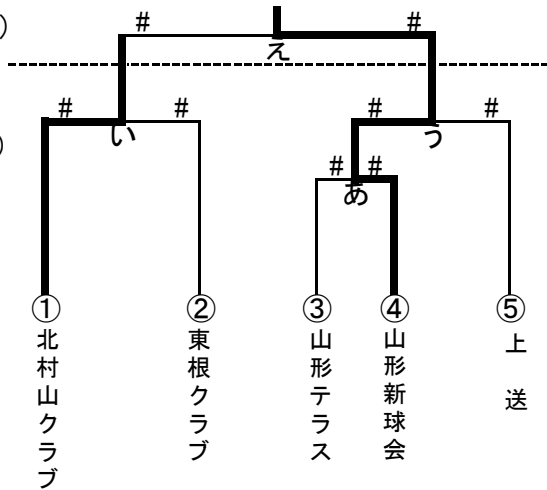 )
# #
え
# # # #
い う
)
# #
あ
① ② ③ ④ ⑤
北村山クラブ
東根クラブ
山形テラス
山形新球会
上 送